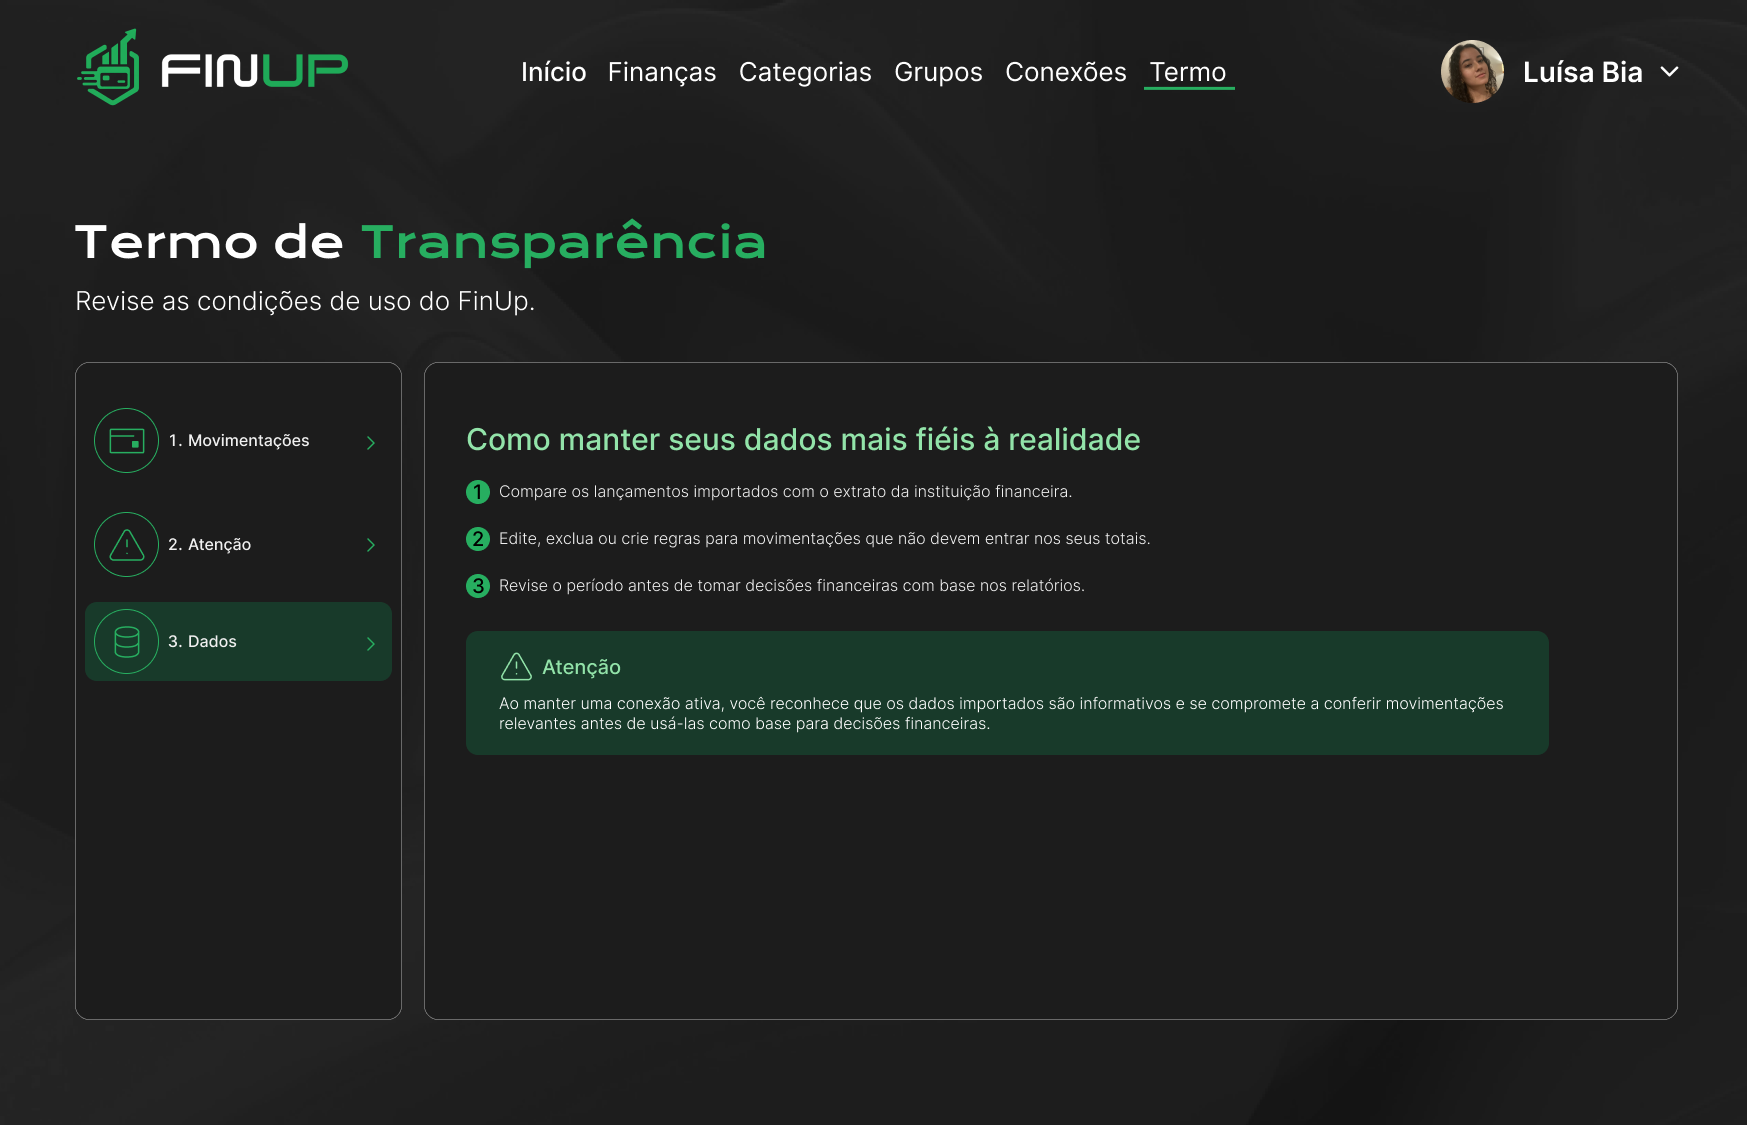 FINUP
Início Finanças Categorias Grupos Conexões Termo
Luísa Bia
Termo de Transparência
Revise as condições de uso do FinUp.
1. Movimentações
2. Atenção
3. Dados
Como manter seus dados mais fiéis à realidade
1 Compare os lançamentos importados com o extrato da instituição financeira.
2 Edite, exclua ou crie regras para movimentações que não devem entrar nos seus totais.
3 Revise o período antes de tomar decisões financeiras com base nos relatórios.
Atenção
Ao manter uma conexão ativa, você reconhece que os dados importados são informativos e se compromete a conferir movimentações
relevantes antes de usá-las como base para decisões financeiras.